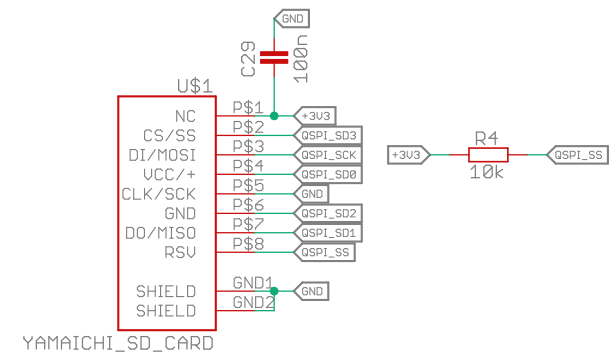 GND
C29
100n
U$1
NC P$1 +3V3
CS/SS P$2 QSPI_SD3
DI/MOSI P$3 QSPI_SCK
VCC/+ P$4 QSPI_SD0
CLK/SCK P$5 GND
GND P$6 QSPI_SD2
DO/MISO P$7 QSPI_SD1
RSV P$8 QSPI_SS
SHIELD GND1 GND
SHIELD GND2
YAMAICHI_SD_CARD
R4
+3V3 QSPI_SS
10k